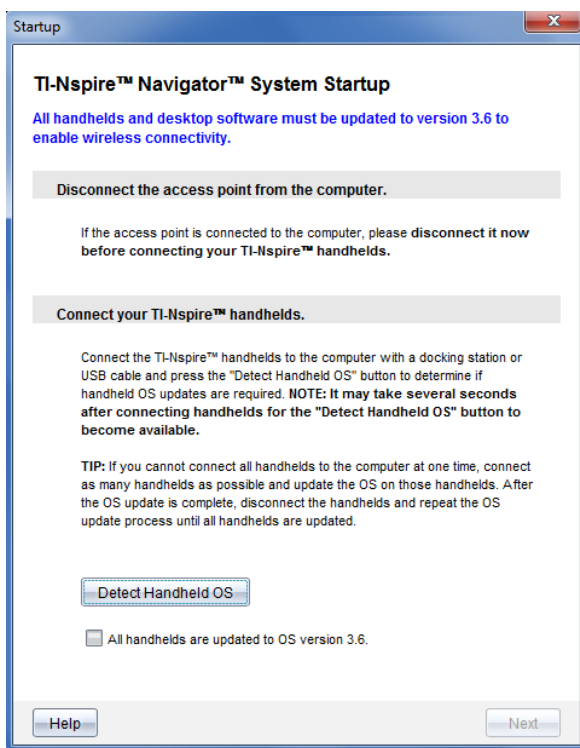 Startup
TI-Nspire™ Navigator™ System Startup
All handhelds and desktop software must be updated to version 3.6 to
enable wireless connectivity.
Disconnect the access point from the computer.
If the access point is connected to the computer, please disconnect it now
before connecting your TI-Nspire™ handhelds.
Connect your TI-Nspire™ handhelds.
Connect the TI-Nspire™ handhelds to the computer with a docking station or
USB cable and press the "Detect Handheld OS" button to determine if
handheld OS updates are required. NOTE: It may take several seconds
after connecting handhelds for the "Detect Handheld OS" button to
become available.
TIP: If you cannot connect all handhelds to the computer at one time, connect
as many handhelds as possible and update the OS on those handhelds. After
the OS update is complete, disconnect the handhelds and repeat the OS
update process until all handhelds are updated.
Detect Handheld OS
All handhelds are updated to OS version 3.6.
Help
Next